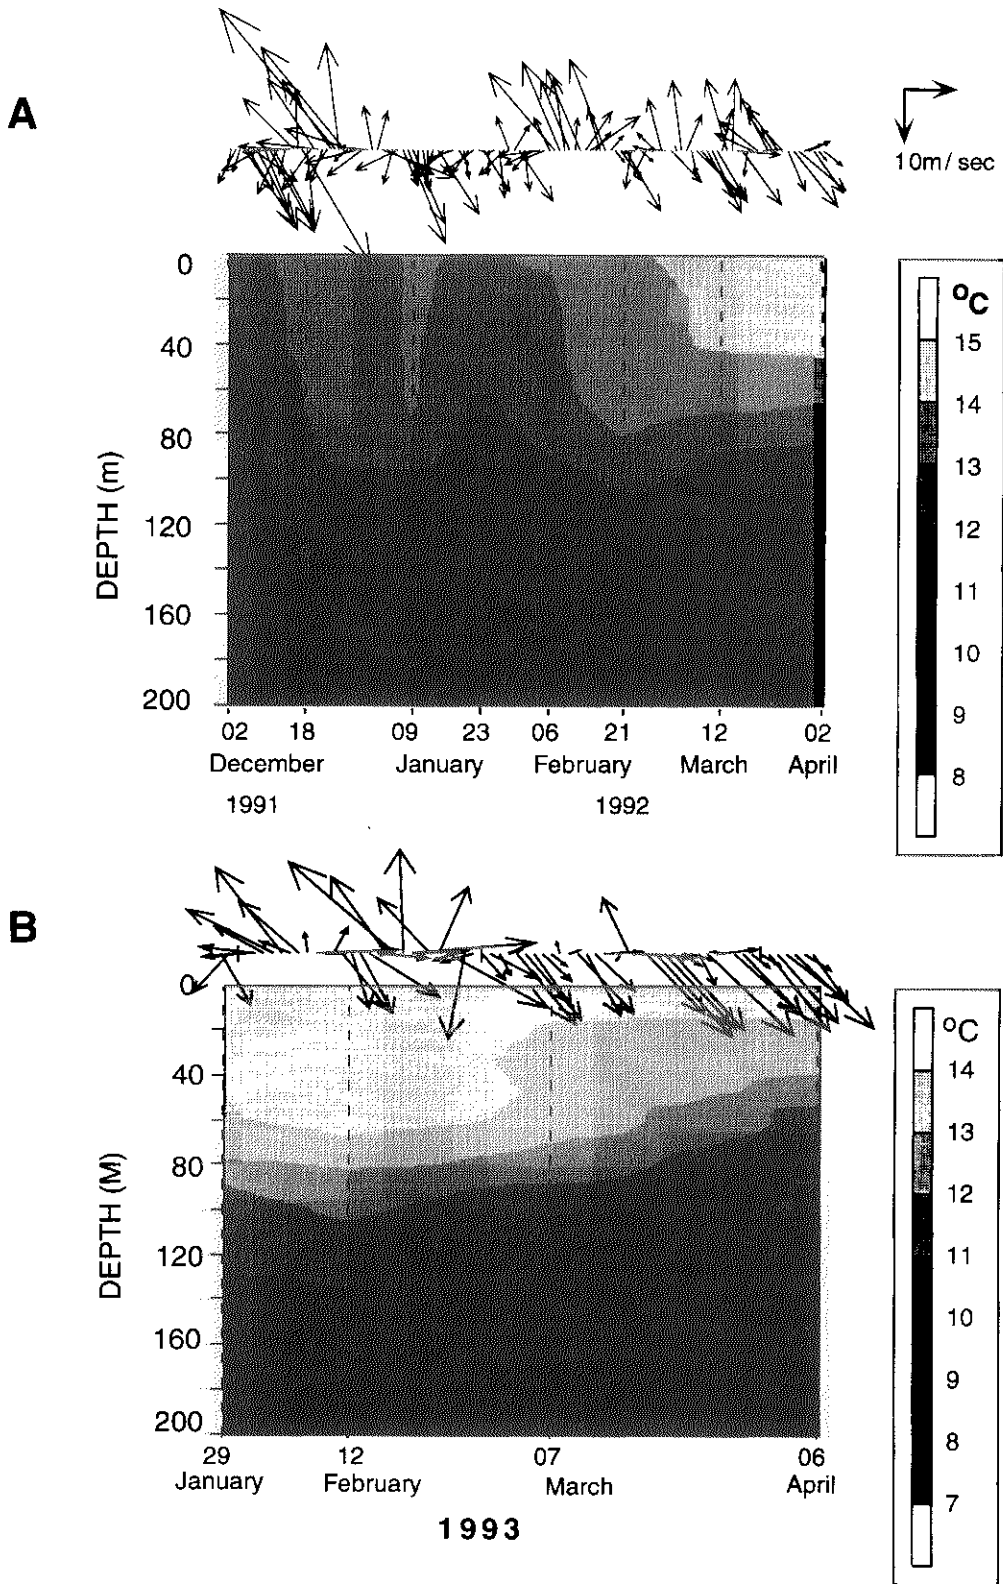 A
10m/ sec
0
40
80
120
160
200
DEPTH (m)
02 18 09 23 06 21 12 02
December January February March April
1991 1992
°C
15
14
13
12
11
10
9
8
B
0
40
80
120
160
200
DEPTH (M)
29 12 07 06
January February March April
1993
°C
14
13
12
11
10
9
8
7